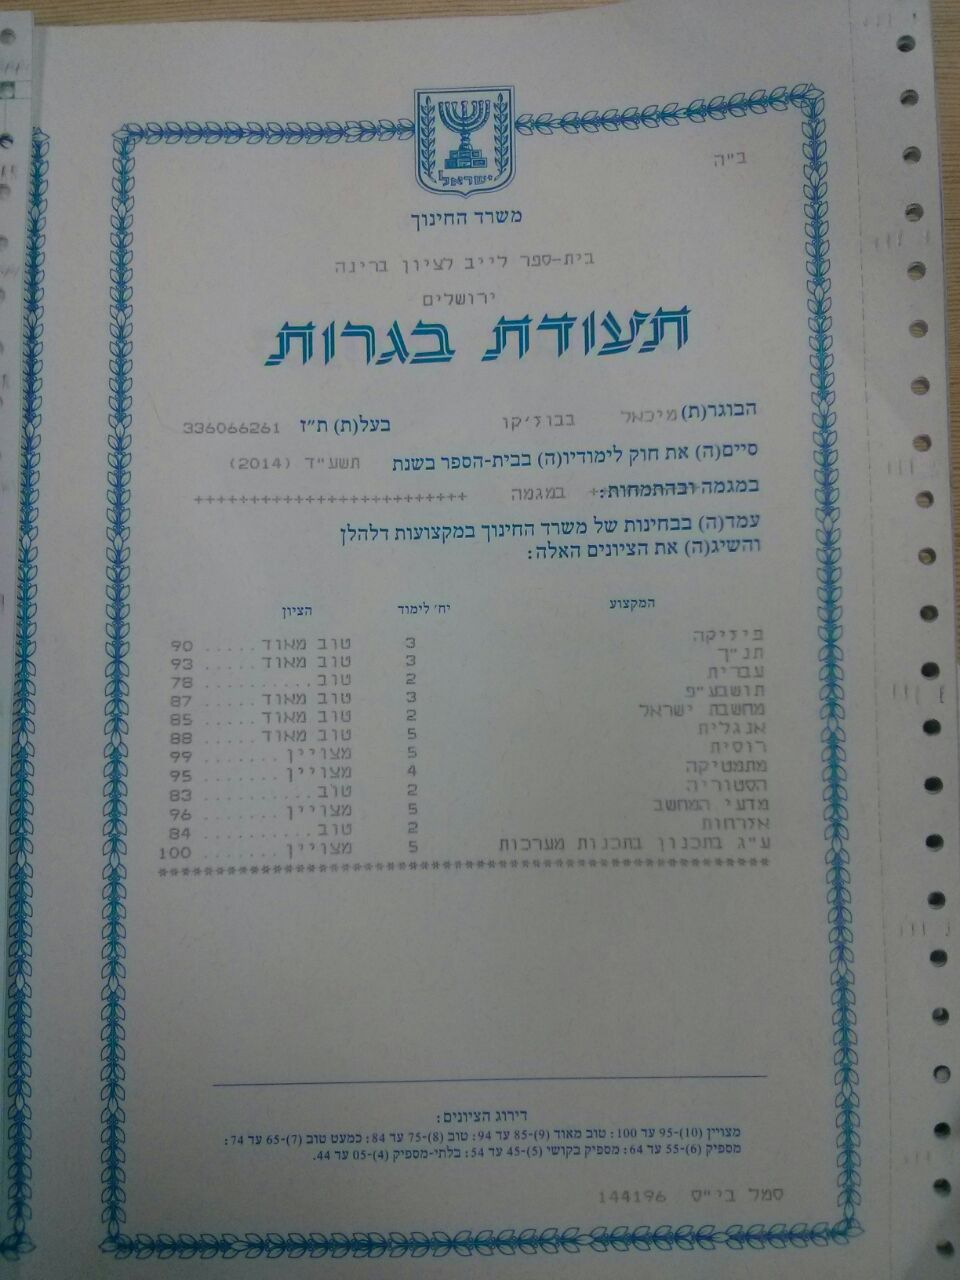 ב"ה
ישראל
משרד החינוך
בית-ספר לייב לציון ברינה
ירושלים
תעודת בגרות
הבוגר(ת) מיכאל בבוז'קו בעל(ת) ת"ז 336066261
סיים(ה) את חוק לימודיו(ה) בבית-הספר בשנת תשע"ד (2014)
במגמה ובהתמחות: + במגמה +++++++++++++++++++++++++
עמד(ה) בבחינות של משרד החינוך במקצועות דלהלן
והשיג(ה) את הציונים האלה:
המקצוע יח' לימוד הציון
פיזיקה 3 טוב מאוד ..... 90
תנ"ך 3 טוב מאוד ..... 93
עברית 2 טוב .......... 78
תושבע"פ 3 טוב מאוד ..... 87
מחשבת ישראל 2 טוב מאוד ..... 85
אנגלית 5 טוב מאוד ..... 88
רוסית 5 מצויין ....... 99
מתמטיקה 4 מצויין ....... 95
הסטוריה 2 טוב .......... 83
מדעי המחשב 5 מצויין ....... 96
אזרחות 2 טוב .......... 84
ע"ג בתכנון בתכנות מערכות 5 מצויין ....... 100
************************************************************
דירוג הציונים:
מצויין (10)-95 עד 100: טוב מאוד (9)-85 עד 94: טוב (8)-75 עד 84: כמעט טוב (7)-65 עד 74:
מספיק (6)-55 עד 64: מספיק בקושי (5)-45 עד 54: בלתי-מספיק (4)-05 עד 44.
סמל בי"ס 144196